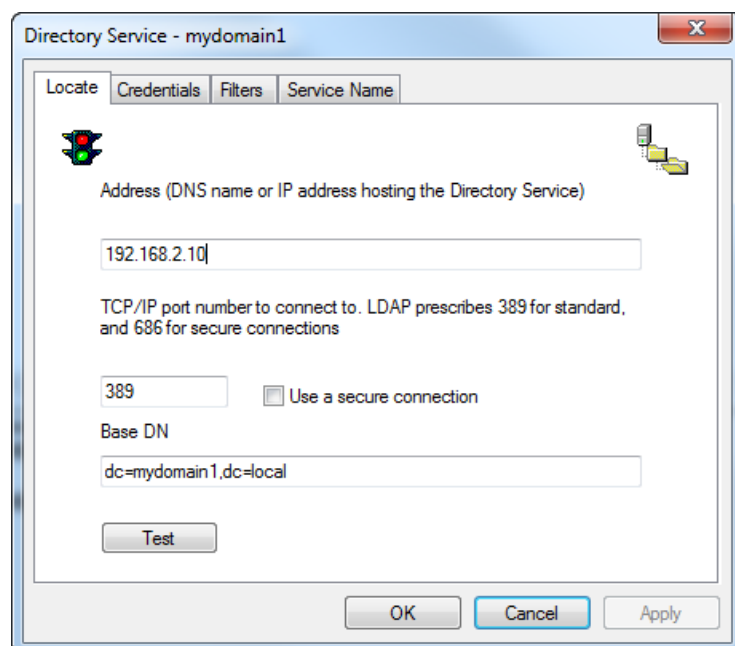 Directory Service - mydomain1
Locate Credentials Filters Service Name
Address (DNS name or IP address hosting the Directory Service)
192.168.2.10
TCP/IP port number to connect to. LDAP prescribes 389 for standard,
and 686 for secure connections
389 Use a secure connection
Base DN
dc=mydomain1,dc=local
Test
OK Cancel Apply